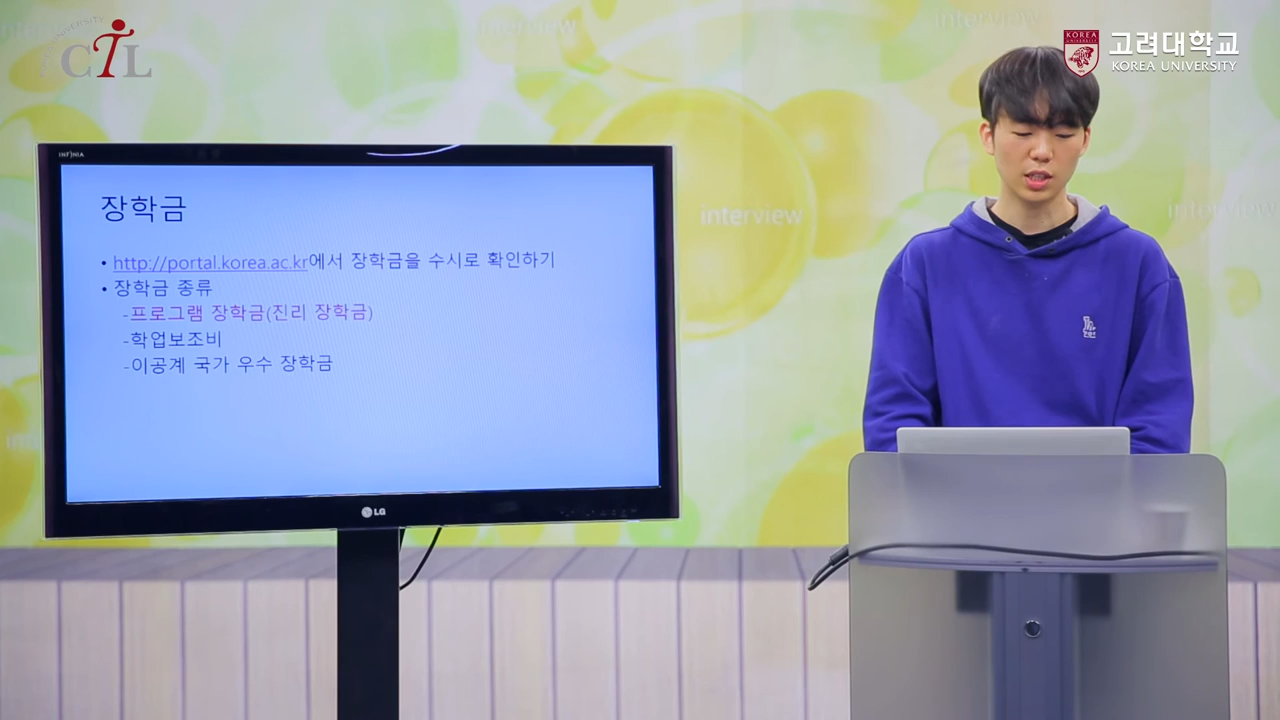 CTL
KOREA UNIVERSITY
고려대학교
KOREA UNIVERSITY
interview
interview
interview
INFINIA
장학금
• http://portal.korea.ac.kr에서 장학금을 수시로 확인하기
• 장학금 종류
-프로그램 장학금(진리 장학금)
-학업보조비
-이공계 국가 우수 장학금
LG